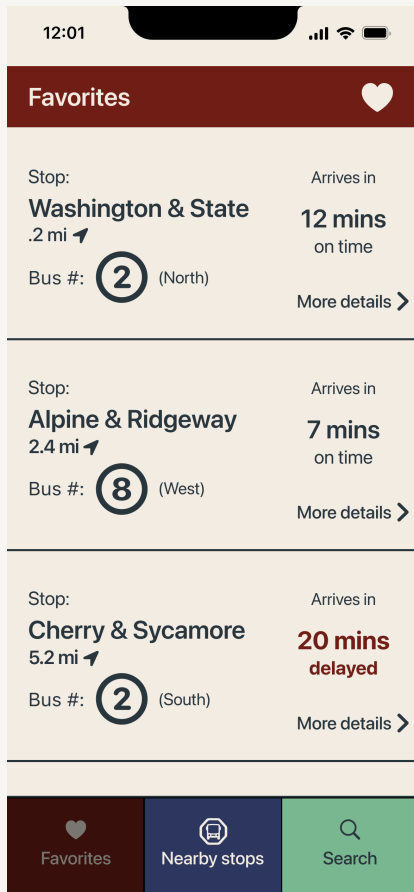 12:01
Favorites
Stop:
Washington & State
.2 mi
Bus #: 2 (North)
Arrives in
12 mins
on time
More details
Stop:
Alpine & Ridgeway
2.4 mi
Bus #: 8 (West)
Arrives in
7 mins
on time
More details
Stop:
Cherry & Sycamore
5.2 mi
Bus #: 2 (South)
Arrives in
20 mins
delayed
More details
Favorites
Nearby stops
Search